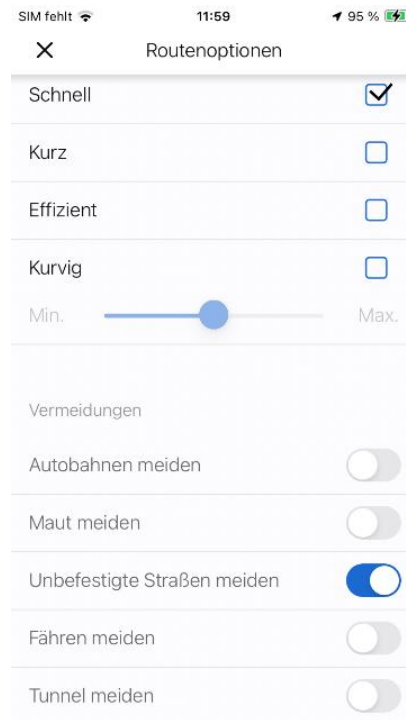 SIM fehlt 11:59 95 %
Routenoptionen
Schnell
Kurz
Effizient
Kurvig
Min. Max.
Vermeidungen
Autobahnen meiden
Maut meiden
Unbefestigte Straßen meiden
Fähren meiden
Tunnel meiden